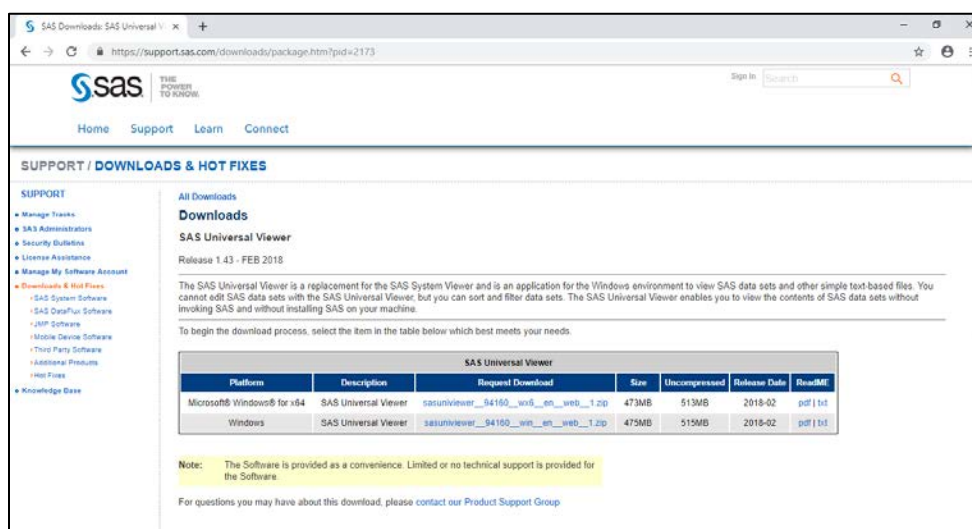 SAS Downloads: SAS Universal V
https://support.sas.com/downloads/package.htm?pid=2173
sas THE POWER TO KNOW.
Sign In Search
Home Support Learn Connect
SUPPORT / DOWNLOADS & HOT FIXES
SUPPORT
Manage Tracks
SAS Administrators
Security Bulletins
License Assistance
Manage My Software Account
Downloads & Hot Fixes
SAS System Software
SAS DataFlux Software
JMP Software
Mobile Device Software
Third Party Software
Additional Products
Hot Fixes
Knowledge Base
All Downloads
Downloads
SAS Universal Viewer
Release 1.43 - FEB 2018
The SAS Universal Viewer is a replacement for the SAS System Viewer and is an application for the Windows environment to view SAS data sets and other simple text-based files. You
cannot edit SAS data sets with the SAS Universal Viewer, but you can sort and filter data sets. The SAS Universal Viewer enables you to view the contents of SAS data sets without
invoking SAS and without installing SAS on your machine.
To begin the download process, select the item in the table below which best meets your needs.
SAS Universal Viewer
Platform Description Request Download Size Uncompressed Release Date ReadME
Microsoft® Windows® for x64 SAS Universal Viewer sasuniviewer__94160__wx6__en__web__1.zip 473MB 513MB 2018-02 pdf | txt
Windows SAS Universal Viewer sasuniviewer__94160__win__en__web__1.zip 475MB 515MB 2018-02 pdf | txt
Note: The Software is provided as a convenience. Limited or no technical support is provided for
the Software.
For questions you may have about this download, please contact our Product Support Group